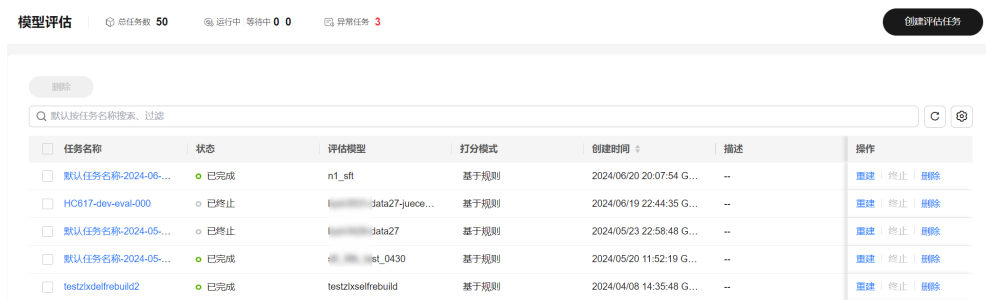 模型评估 总任务数 50 运行中 等待中 0 0 异常任务 3 创建评估任务
删除
默认按任务名称搜索、过滤
任务名称 状态 评估模型 打分模式 创建时间 描述 操作
默认任务名称-2024-06-... 已完成 n1_sft 基于规则 2024/06/20 20:07:54 G... -- 重建 终止 删除
HC617-dev-eval-000 已终止 data27-juece... 基于规则 2024/06/19 22:44:35 G... -- 重建 终止 删除
默认任务名称-2024-05-... 已终止 data27 基于规则 2024/05/23 22:58:48 G... -- 重建 终止 删除
默认任务名称-2024-05-... 已完成 st_0430 基于规则 2024/05/20 11:52:19 G... -- 重建 终止 删除
testzlxdelfrebuild2 已完成 testzlxselfrebuild 基于规则 2024/04/08 14:35:48 G... -- 重建 终止 删除